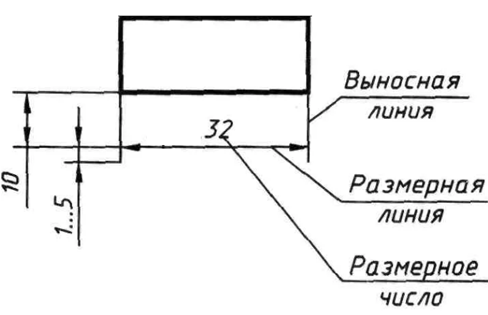 Выносная
линия
32
10
1...5
Размерная
линия
Размерное
число